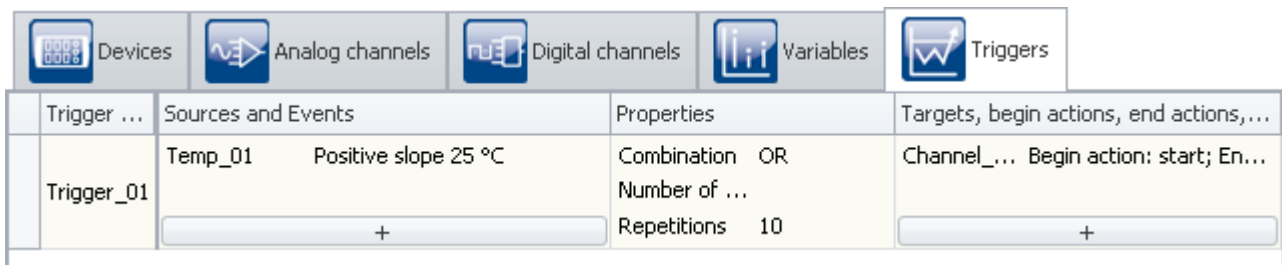 Devices Analog channels Digital channels Variables Triggers
Trigger ... Sources and Events Properties Targets, begin actions, end actions,...
Temp_01 Positive slope 25 °C Combination OR Channel_... Begin action: start; En...
Trigger_01 Number of ...
+ Repetitions 10 +